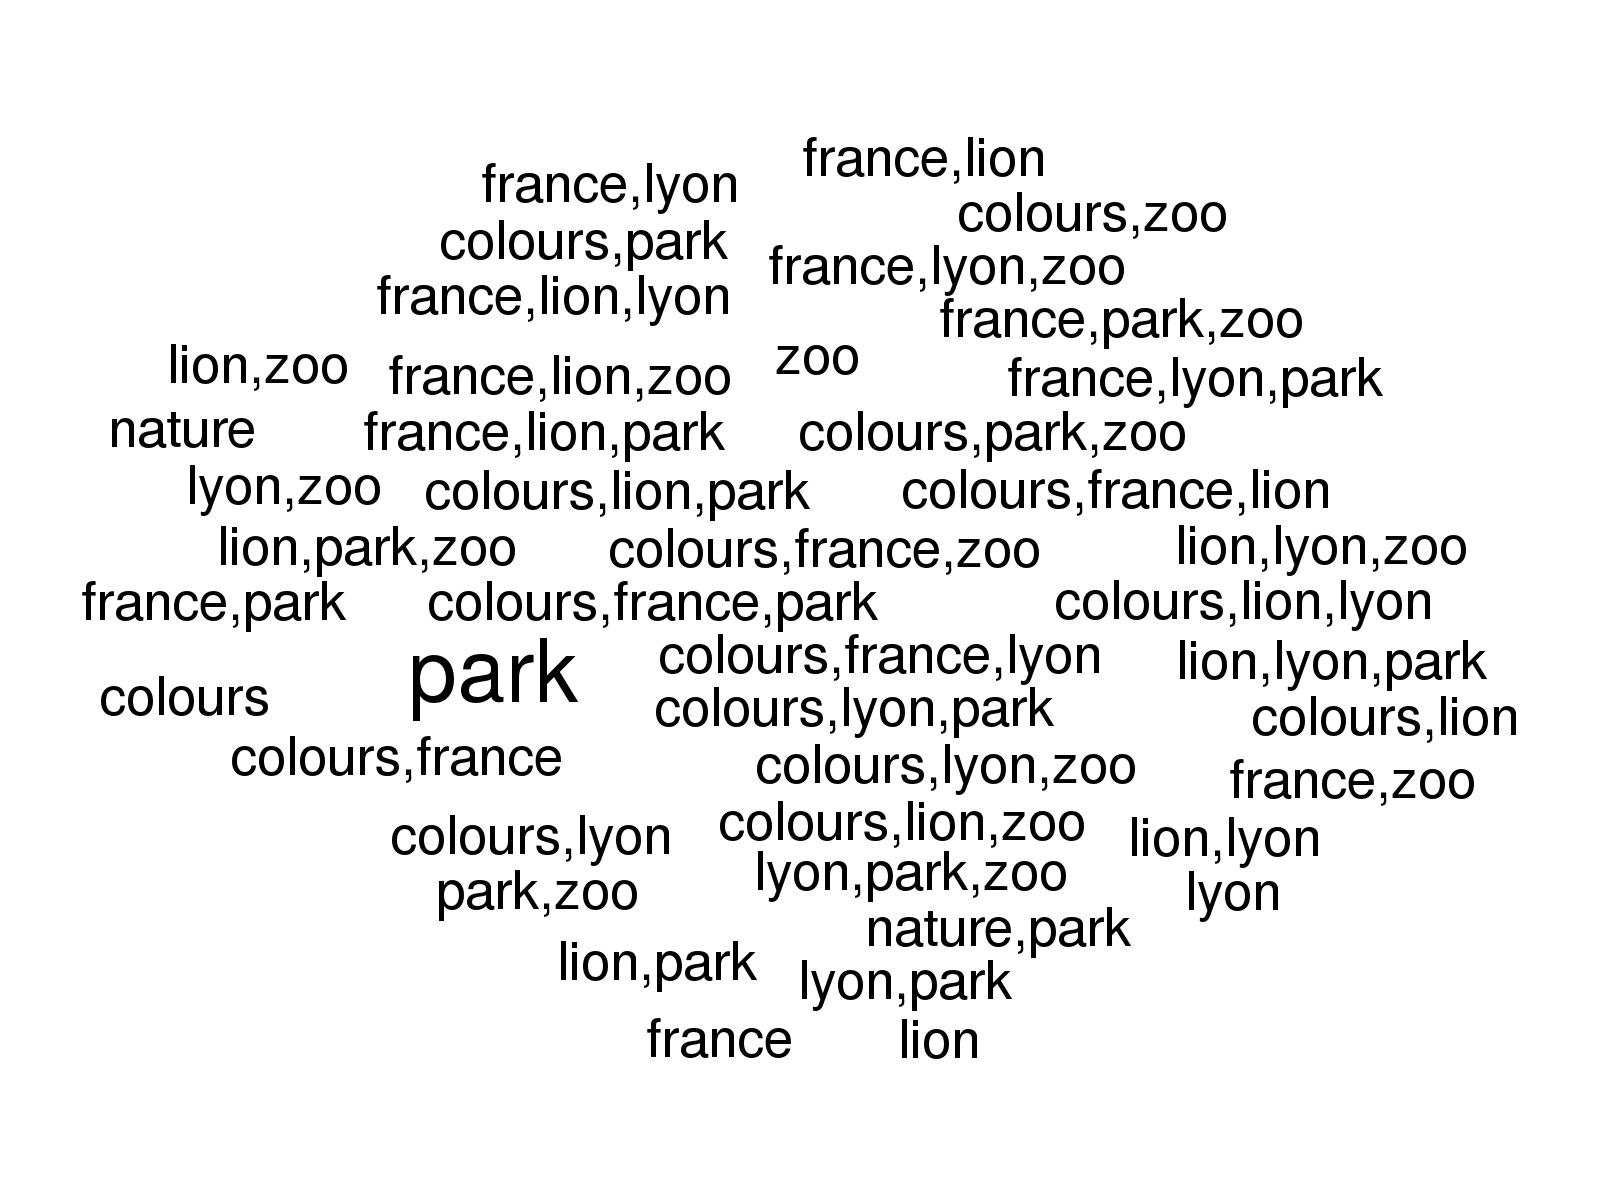 france,lion
france,lyon
colours,zoo
colours,park
france,lyon,zoo
france,lion,lyon
france,park,zoo
zoo
lion,zoo
france,lion,zoo
france,lyon,park
nature
france,lion,park
colours,park,zoo
lyon,zoo
colours,lion,park
colours,france,lion
lion,park,zoo
colours,france,zoo
lion,lyon,zoo
france,park
colours,france,park
colours,lion,lyon
park
colours,france,lyon
lion,lyon,park
colours
colours,lyon,park
colours,lion
colours,france
colours,lyon,zoo
france,zoo
colours,lyon
colours,lion,zoo
lion,lyon
park,zoo
lyon,park,zoo
lyon
nature,park
lion,park
lyon,park
france
lion